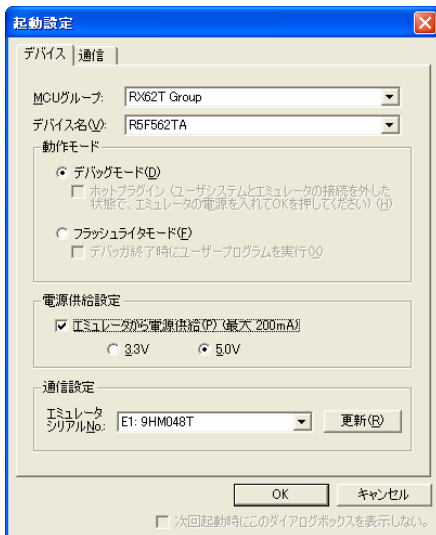 起動設定
デバイス 通信
MCUグループ: RX62T Group
デバイス名(V): R5F562TA
動作モード
デバッグモード(D)
ホットプラグイン (ユーザシステムとエミュレータの接続を外した
状態で、エミュレータの電源を入れてOKを押してください) (H)
フラッシュライタモード(F)
デバッガ終了時にユーザープログラムを実行(X)
電源供給設定
エミュレータから電源供給(P) (最大 200mA)
3.3V 5.0V
通信設定
エミュレータ
シリアルNo.: E1: 9HM048T 更新(R)
OK キャンセル
次回起動時にこのダイアログボックスを表示しない。